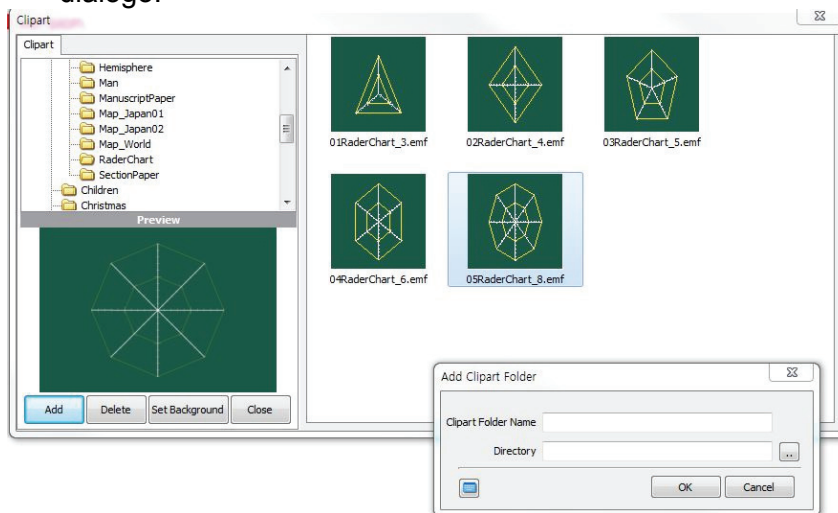 dialogo.
Clipart
Clipart
Hemisphere
Man
ManuscriptPaper
Map_Japan01
Map_Japan02
Map_World
RaderChart
SectionPaper
Children
Christmas
Preview
Add Delete Set Background Close
01RaderChart_3.emf 02RaderChart_4.emf 03RaderChart_5.emf
04RaderChart_6.emf 05RaderChart_8.emf
Add Clipart Folder
Clipart Folder Name
Directory ..
OK Cancel